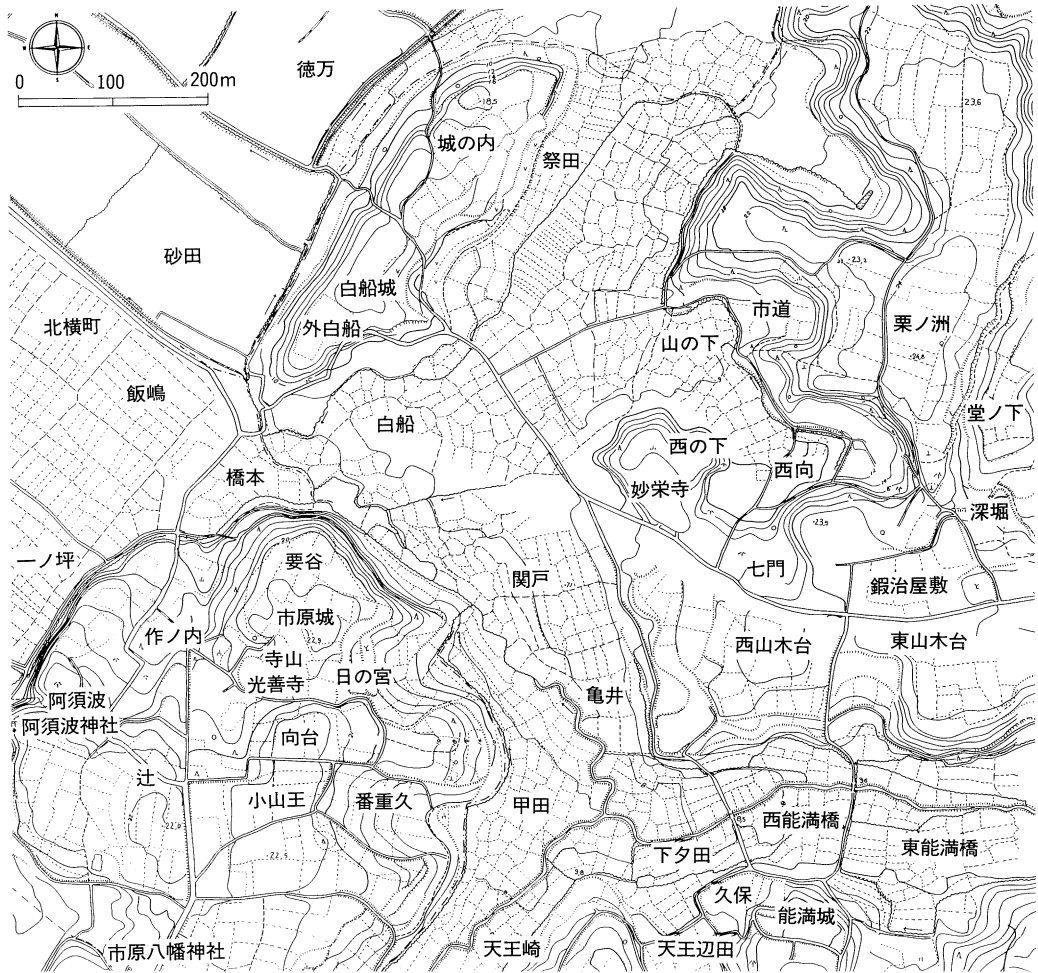 0 100 200m
徳万
城の内
祭田
砂田
白船城
外白船
北横町
飯嶋
市道
栗ノ洲
山の下
堂ノ下
白船
西の下
西向
妙栄寺
橋本
深堀
一ノ坪
要谷
関戸
七門
鍛治屋敷
市原城
作ノ内
寺山
光善寺
日の宮
西山木台
東山木台
阿須波
阿須波神社
亀井
向台
辻
小山王
番重久
甲田
西能満橋
東能満橋
下夕田
久保
能満城
市原八幡神社
天王崎
天王辺田